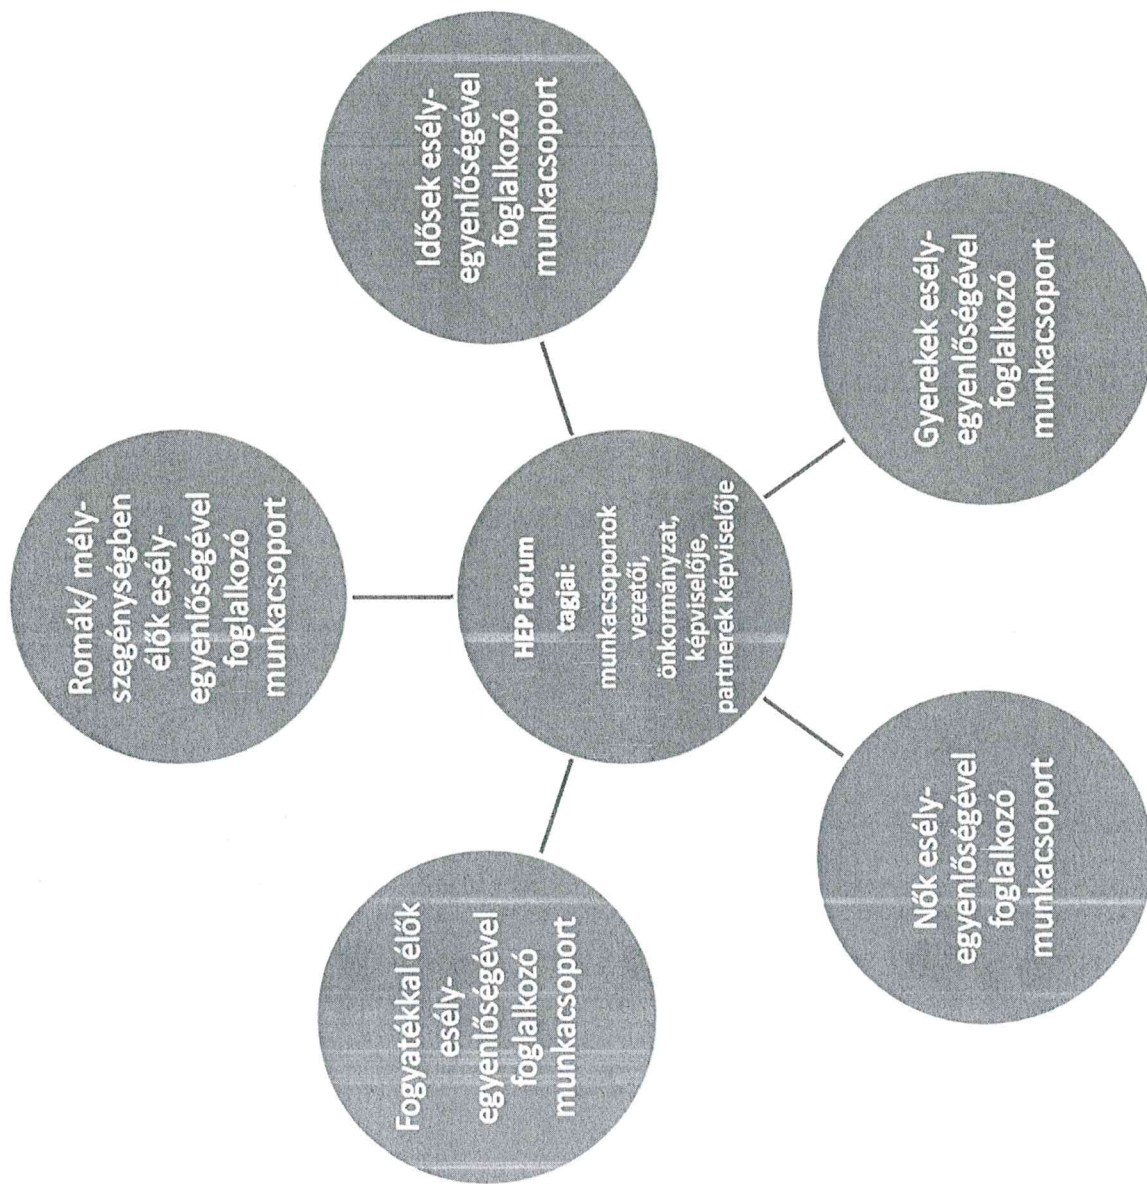 Romák/ mély-
szegénységben
élők esély-
egyenlőségével
foglalkozó
munkacsoport
Idősek esély-
egyenlőségével
foglalkozó
munkacsoport
Gyerekek esély-
egyenlőségével
foglalkozó
munkacsoport
Nők esély-
egyenlőségével
foglalkozó
munkacsoport
Fogyatékkal élők
esély-
egyenlőségével
foglalkozó
munkacsoport
HEP Fórum
tagjai:
munkacsoportok
vezetői,
önkormányzat,
képviselője,
partnerek képviselője